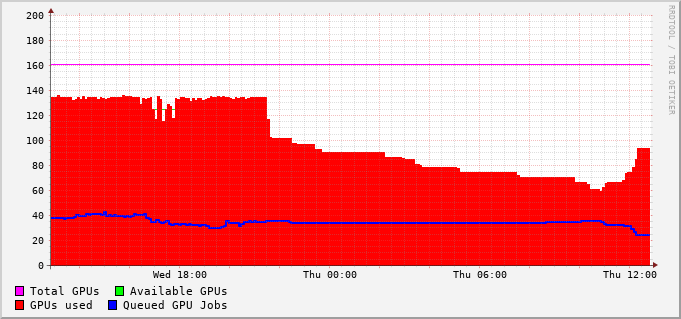 200
180
160
140
120
100
80
60
40
20
0
Wed 18:00 Thu 00:00 Thu 06:00 Thu 12:00
Total GPUs Available GPUs
GPUs used Queued GPU Jobs
RRDTOOL / TOBI OETIKER